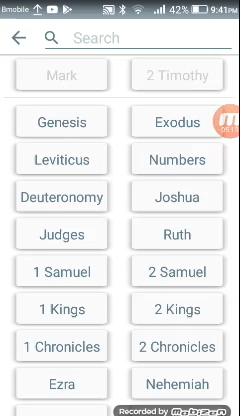 Bmobile 42% 9:41PM
Search
Mark 2 Timothy
Genesis Exodus
Leviticus Numbers
Deuteronomy Joshua
Judges Ruth
1 Samuel 2 Samuel
1 Kings 2 Kings
1 Chronicles 2 Chronicles
Ezra Nehemiah
Recorded by Mobizen